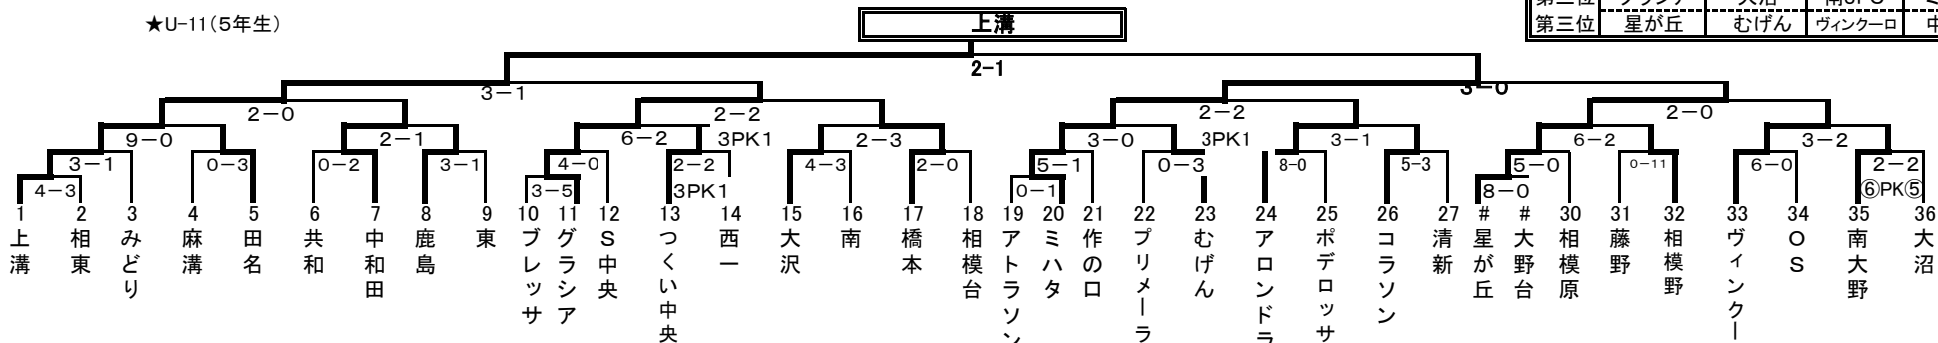 ★U-11(5年生)
上溝
第三位 星が丘 むげん ヴィンクーロ 中
2-1
3-1 3-0
2-0 2-2 2-2 2-0
9-0 2-1 6-2 3PK1 2-3 3-0 3PK1 3-1 6-2 3-2
3-1 0-3 0-2 3-1 4-0 2-2 4-3 2-0 5-1 0-3 8-0 5-3 5-0 0-11 6-0 2-2
4-3 3-5 3PK1 0-1 8-0 ⑥PK⑤
1 2 3 4 5 6 7 8 9 10 11 12 13 14 15 16 17 18 19 20 21 22 23 24 25 26 27 # # 30 31 32 33 34 35 36
上溝
相東
みどり
麻溝
田名
共和
中和田
鹿島
東
ブレッサ
グラシア
S中央
つくい中央
西一
大沢
南
橋本
相模台
アトラソン
ミハタ
作のロ
プリメーラ
むげん
アロンドラ
ポデロッサ
コラソン
清新
星が丘
大野台
相模原
藤野
相模野
ヴィンクー
OS
南大野
大沼